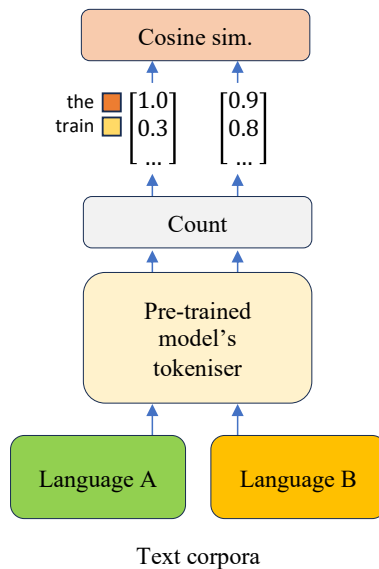 Cosine sim.
the 1.0 0.9
train 0.3 0.8
... ...
Count
Pre-trained
model's
tokeniser
Language A Language B
Text corpora